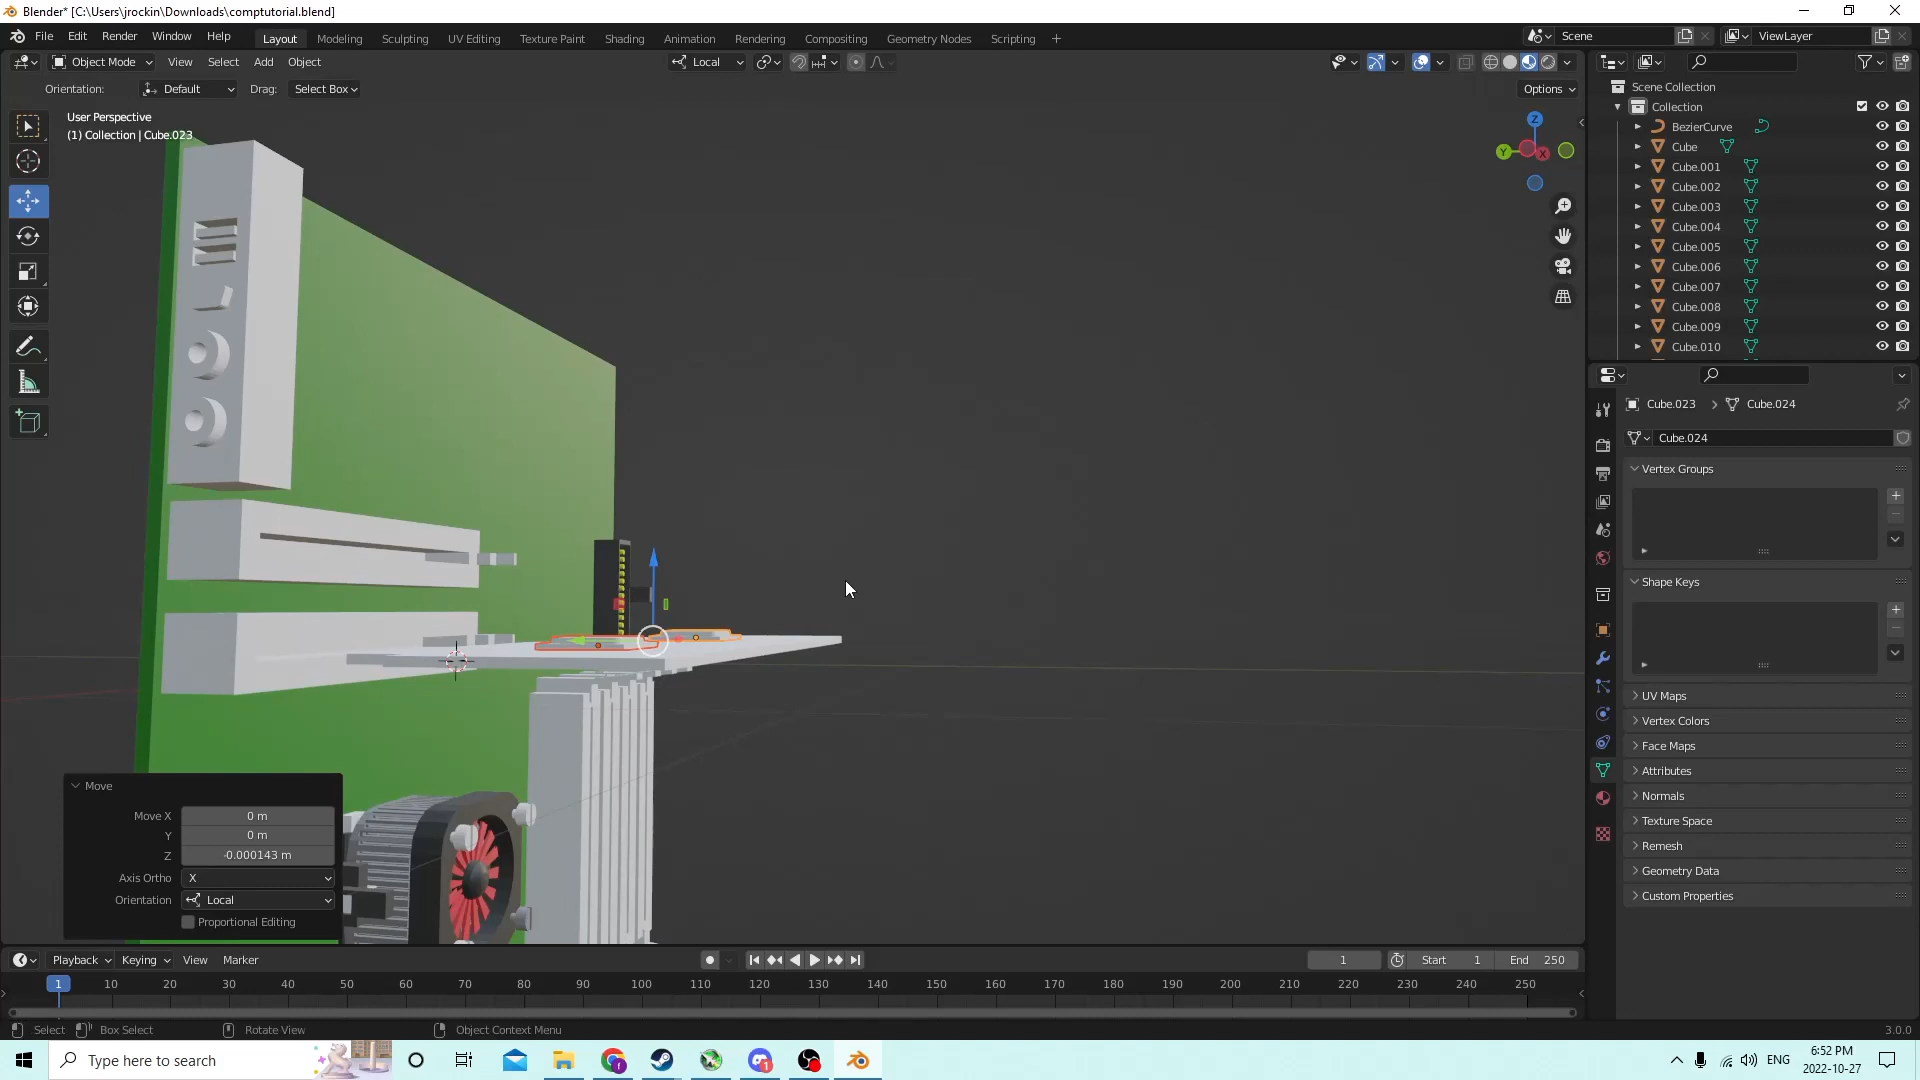 Blender* [C:\Users\jrockin\Downloads\comptutorial.blend]
File Edit Render Window Help Layout Modeling Sculpting UV Editing Texture Paint Shading Animation Rendering Compositing Geometry Nodes Scripting + Scene ViewLayer
Object Mode View Select Add Object Local
Orientation: Default Drag: Select Box Options
User Perspective
(1) Collection | Cube.023
Z
Y X
Scene Collection
Collection
BezierCurve
Cube
Cube.001
Cube.002
Cube.003
Cube.004
Cube.005
Cube.006
Cube.007
Cube.008
Cube.009
Cube.010
Cube.023 > Cube.024
Cube.024
Vertex Groups
Shape Keys
UV Maps
Vertex Colors
Face Maps
Attributes
Normals
Texture Space
Remesh
Geometry Data
Custom Properties
Move
Move X 0 m
Y 0 m
Z -0.000143 m
Axis Ortho X
Orientation Local
Proportional Editing
Playback Keying View Marker 1 Start 1 End 250
1 10 20 30 40 50 60 70 80 90 100 110 120 130 140 150 160 170 180 190 200 210 220 230 240 250
Select Box Select Rotate View Object Context Menu 3.0.0
Type here to search
1
ENG
6:52 PM
2022-10-27